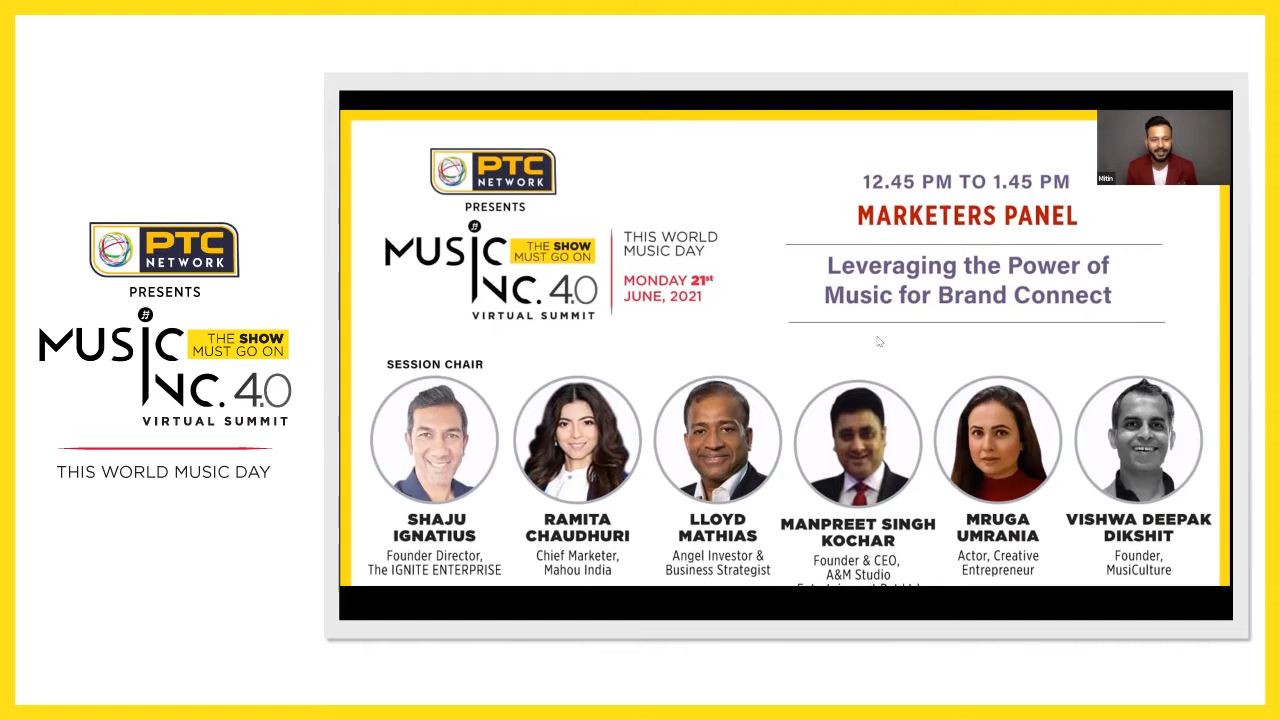 PTC
NETWORK
PRESENTS
MUSIC
THE SHOW
MUST GO ON
INC. 4.0
VIRTUAL SUMMIT
THIS WORLD MUSIC DAY
PTC
NETWORK
PRESENTS
MUSIC
THE SHOW
MUST GO ON
INC. 4.0
VIRTUAL SUMMIT
THIS WORLD
MUSIC DAY
MONDAY 21st
JUNE, 2021
12.45 PM TO 1.45 PM
MARKETERS PANEL
Leveraging the Power of
Music for Brand Connect
Mitin
SESSION CHAIR
SHAJU
IGNATIUS
Founder Director,
The IGNITE ENTERPRISE
RAMITA
CHAUDHURI
Chief Marketer,
Mahou India
LLOYD
MATHIAS
Angel Investor &
Business Strategist
MANPREET SINGH
KOCHAR
Founder & CEO,
A&M Studio
MRUGA
UMRANIA
Actor, Creative
Entrepreneur
VISHWA DEEPAK
DIKSHIT
Founder,
MusiCulture